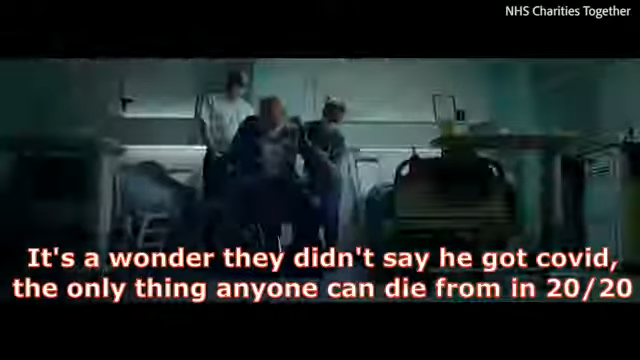 NHS Charities Together
It's a wonder they didn't say he got covid,
the only thing anyone can die from in 20/20